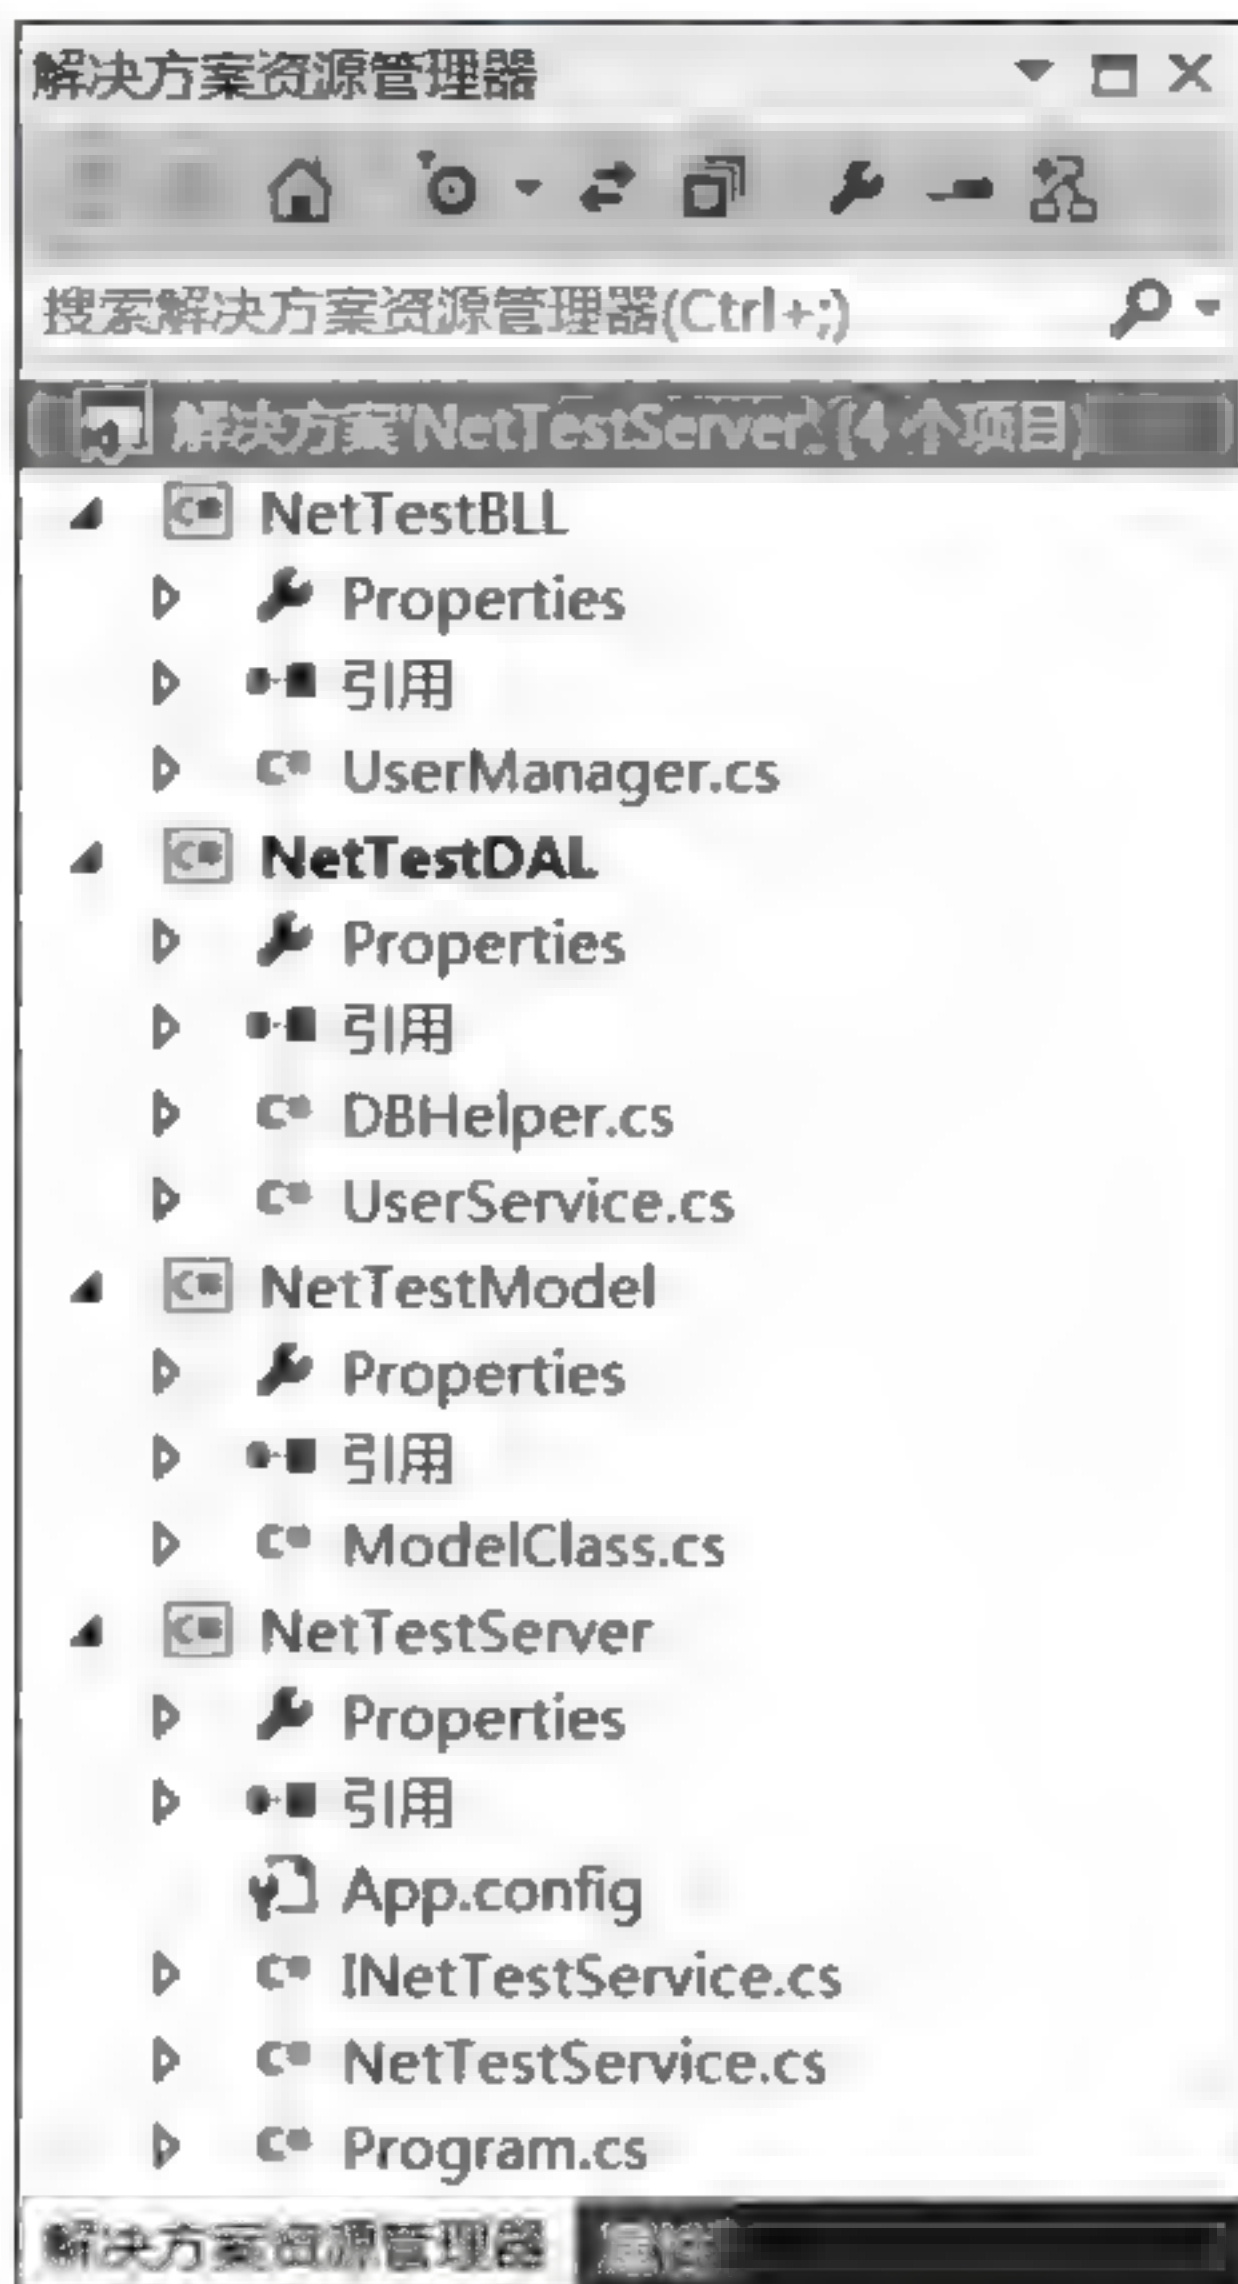 解决方案资源管理器
搜索解决方案资源管理器(Ctrl+;)
解决方案'NetTestServer' (4 个项目)
NetTestBLL
Properties
引用
UserManager.cs
NetTestDAL
Properties
引用
DBHelper.cs
UserService.cs
NetTestModel
Properties
引用
ModelClass.cs
NetTestServer
Properties
引用
App.config
INetTestService.cs
NetTestService.cs
Program.cs
解决方案资源管理器